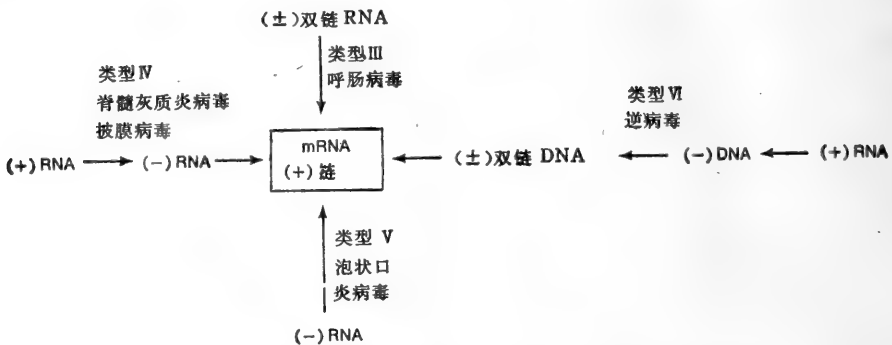 (±)双链 RNA
类型Ⅲ
呼肠病毒
类型Ⅳ
脊髓灰质炎病毒
披膜病毒
类型Ⅵ
逆病毒
(+)RNA
(−)RNA
mRNA
(+)链
(±)双链 DNA
(−)DNA
(+)RNA
类型 Ⅴ
泡状口
炎病毒
(−)RNA